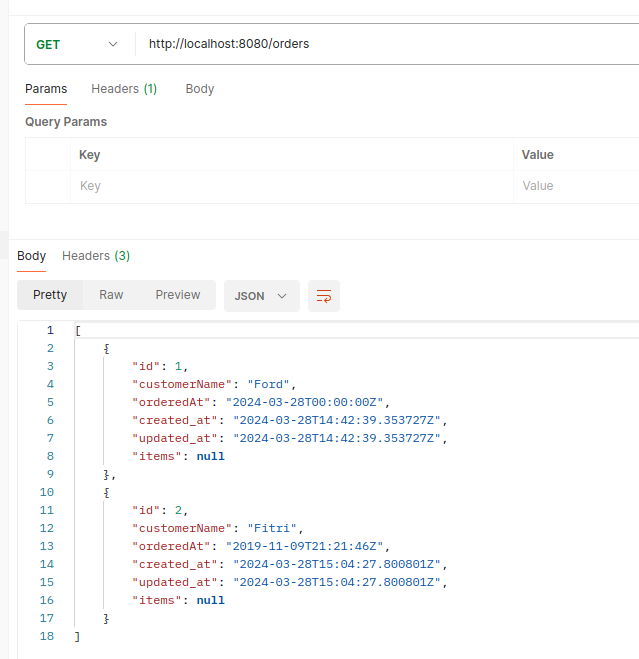 GET http://localhost:8080/orders
Params Headers (1) Body
Query Params
Key Value
Key Value
Body Headers (3)
Pretty Raw Preview JSON
1 [
2 {
3 "id": 1,
4 "customerName": "Ford",
5 "orderedAt": "2024-03-28T00:00:00Z",
6 "created_at": "2024-03-28T14:42:39.353727Z",
7 "updated_at": "2024-03-28T14:42:39.353727Z",
8 "items": null
9 },
10 {
11 "id": 2,
12 "customerName": "Fitri",
13 "orderedAt": "2019-11-09T21:21:46Z",
14 "created_at": "2024-03-28T15:04:27.800801Z",
15 "updated_at": "2024-03-28T15:04:27.800801Z",
16 "items": null
17 }
18 ]